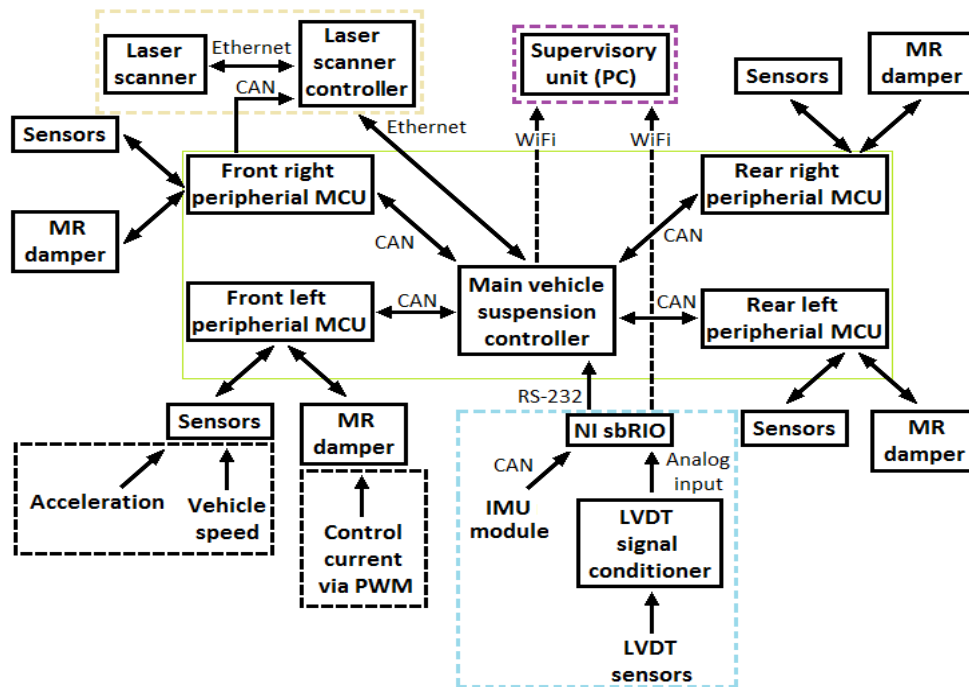 Laser
scanner
Ethernet
CAN
Laser
scanner
controller
Supervisory
unit (PC)
Sensors
MR
damper
Ethernet
WiFi
WiFi
Sensors
MR
damper
Front right
peripherial MCU
Rear right
peripherial MCU
CAN
CAN
Front left
peripherial MCU
CAN
Main vehicle
suspension
controller
CAN
Rear left
peripherial MCU
RS-232
Sensors
MR
damper
NI sbRIO
Sensors
MR
damper
Acceleration
Vehicle
speed
Control
current
via PWM
CAN
IMU
module
Analog
input
LVDT
signal
conditioner
LVDT
sensors